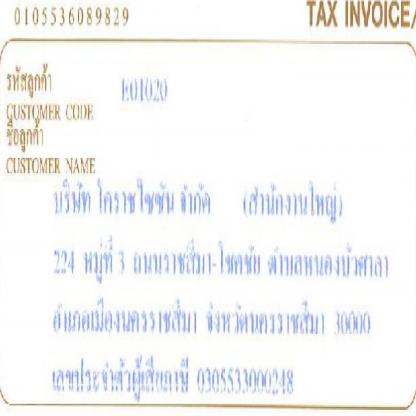 0105536089829 TAX INVOICE/
รหัสลูกค้า
CUSTOMER CODE E01020
ชื่อลูกค้า
CUSTOMER NAME
บริษัท โคราชไซซัน จำกัด (สำนักงานใหญ่)
224 หมู่ที่ 3 ถนนราชสีมา-โชคชัย ตำบลหนองบัวศาลา
อำเภอเมืองนครราชสีมา จังหวัดนครราชสีมา 30000
เลขประจำตัวผู้เสียภาษี 0305533000248